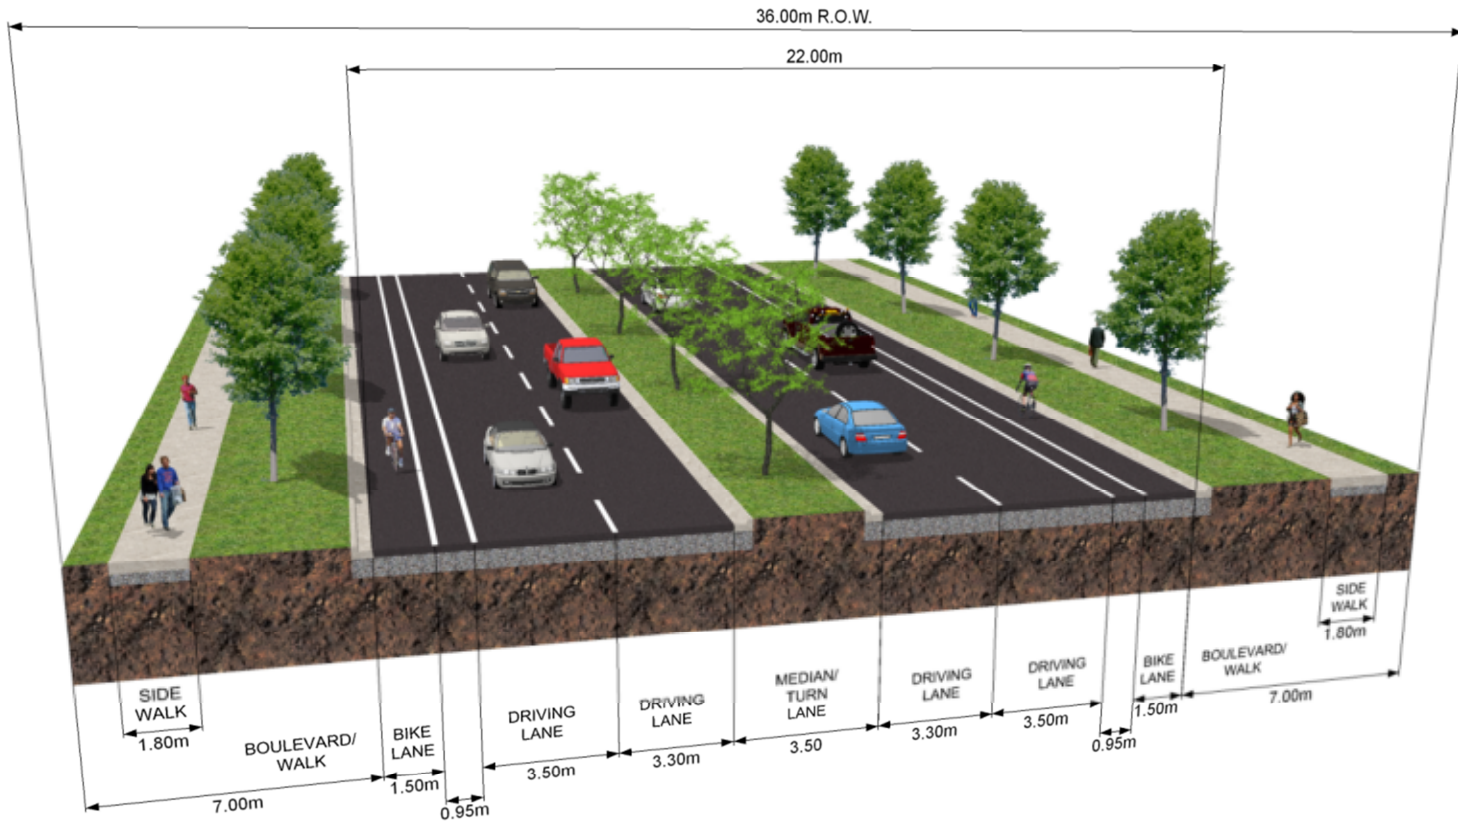 36.00m R.O.W.
22.00m
SIDE
WALK
1.80m
BOULEVARD/
WALK
7.00m
BIKE
LANE
1.50m
0.95m
DRIVING
LANE
3.50m
DRIVING
LANE
3.30m
MEDIAN/
TURN
LANE
3.50
DRIVING
LANE
3.30m
DRIVING
LANE
3.50m
0.95m
BIKE
LANE
1.50m
BOULEVARD/
WALK
7.00m
SIDE
WALK
1.80m